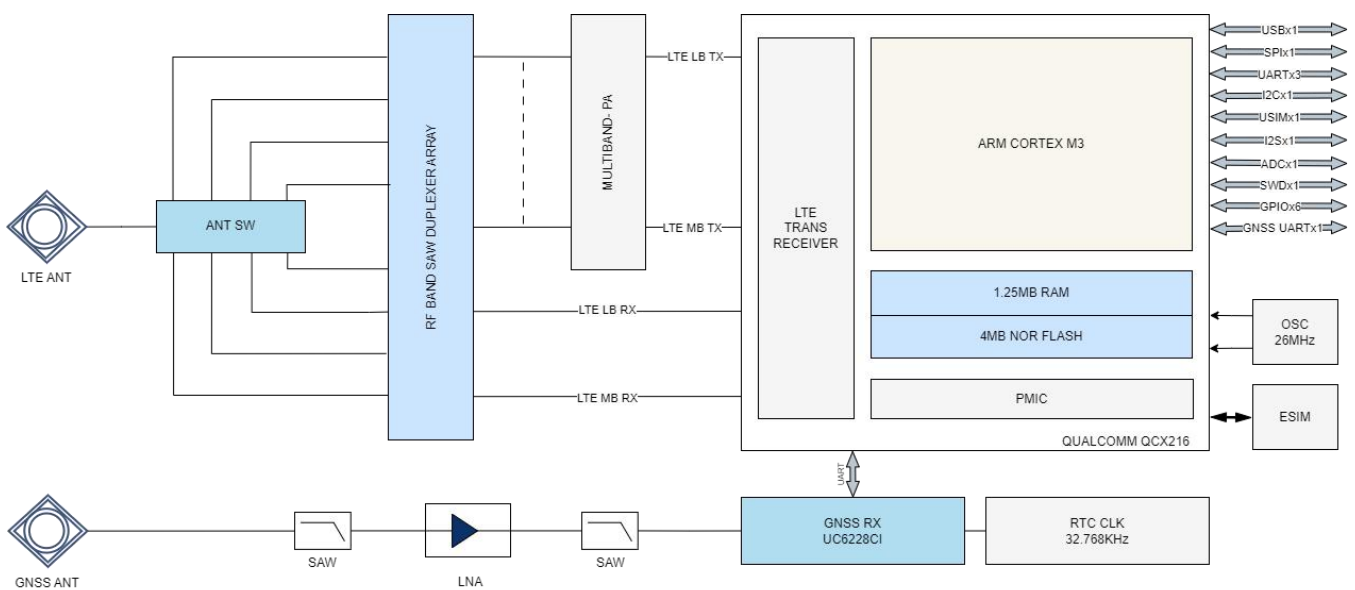 USBx1
SPIx1
UARTx3
I2Cx1
USIMx1
I2Sx1
ADCx1
SWDx1
GPIOx6
GNSS UARTx1
LTE LB TX
LTE MB TX
LTE LB RX
LTE MB RX
MULTIBAND- PA
RF BAND SAW DUPLEXER ARRAY
ANT SW
LTE ANT
LTE
TRANS
RECEIVER
ARM CORTEX M3
1.25MB RAM
4MB NOR FLASH
PMIC
QUALCOMM QCX216
OSC
26MHz
ESIM
UART
GNSS RX
UC6228CI
RTC CLK
32.768KHz
SAW
LNA
SAW
GNSS ANT